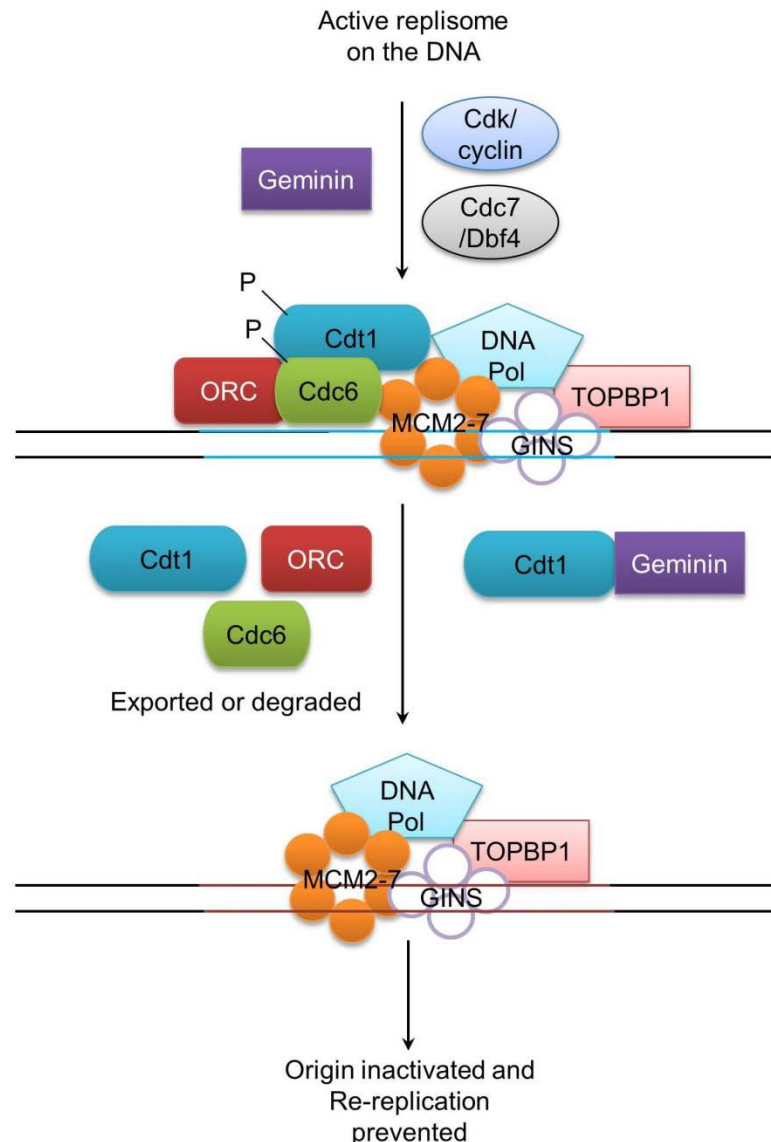 Active replisome
on the DNA
Cdk/
cyclin
Geminin
Cdc7
/Dbf4
P
Cdt1
P
DNA
Pol
ORC
Cdc6
TOPBP1
MCM2-7
GINS
Cdt1
ORC
Cdt1
Geminin
Cdc6
Exported or degraded
DNA
Pol
TOPBP1
MCM2-7
GINS
Origin inactivated and
Re-replication
prevented